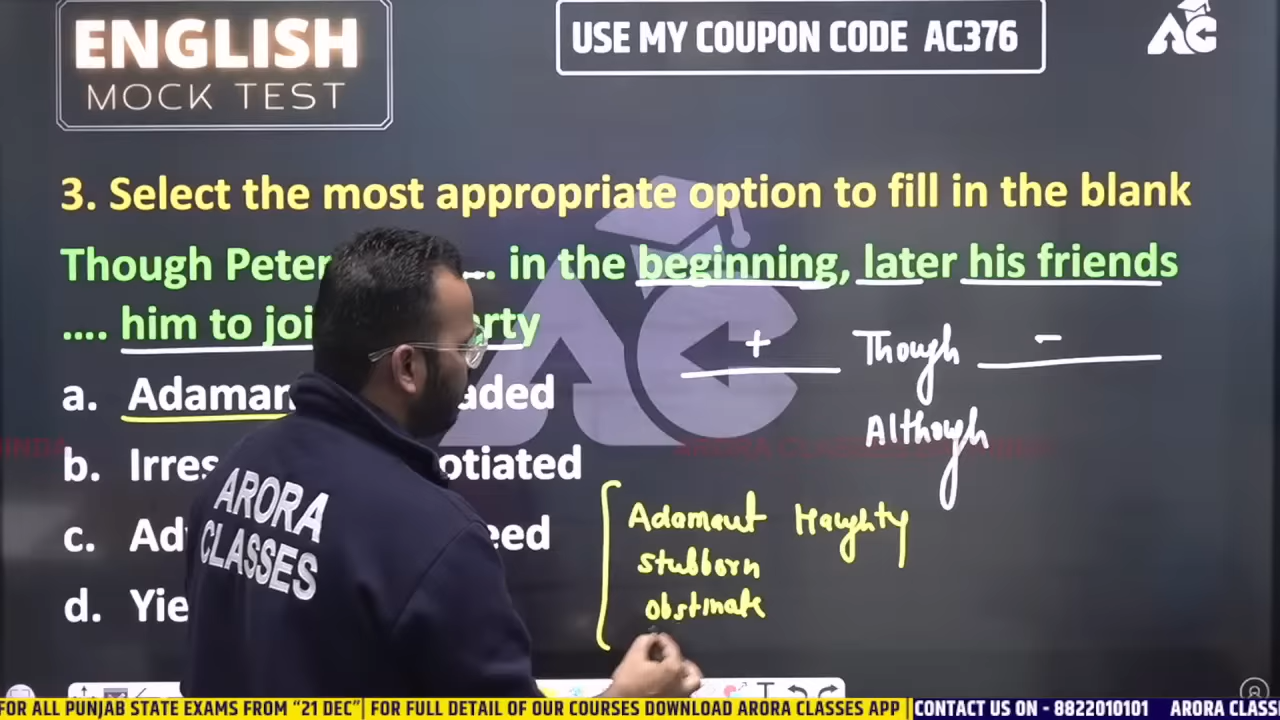 ENGLISH
MOCK TEST
USE MY COUPON CODE AC376
AC
3. Select the most appropriate option to fill in the blank
Though Peter .. in the beginning, later his friends
.... him to joi rty
a. Adaman aded
b. Irres otiated
c. Ad eed
d. Yie
+ Though -
Although
Adamant Haughty
stubborn
obstinate
ARORA
CLASSES
FOR ALL PUNJAB STATE EXAMS FROM “21 DEC”| FOR FULL DETAIL OF OUR COURSES DOWNLOAD ARORA CLASSES APP | CONTACT US ON - 8822010101 ARORA CLASS